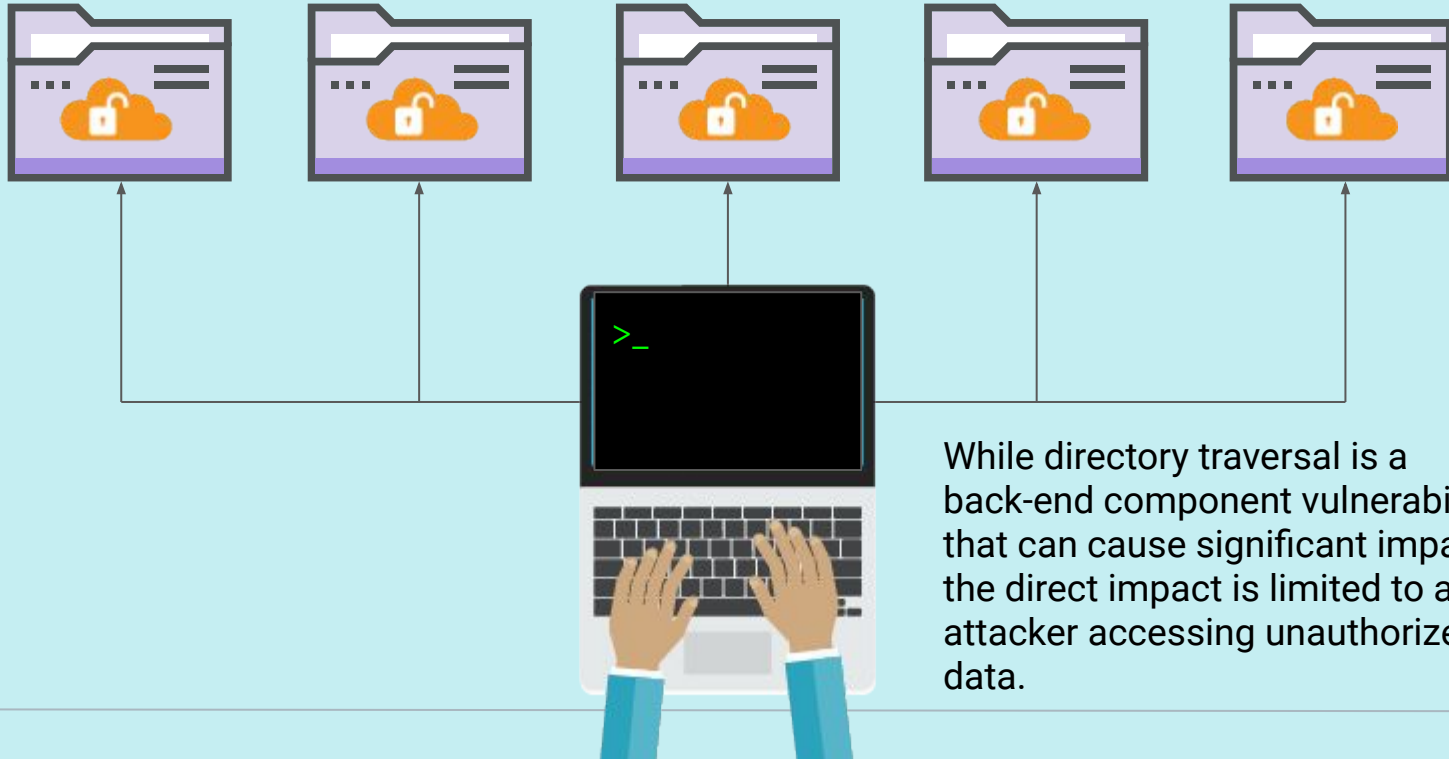 >_
While directory traversal is a
back-end component vulnerabi
that can cause significant impa
the direct impact is limited to a
attacker accessing unauthorize
data.